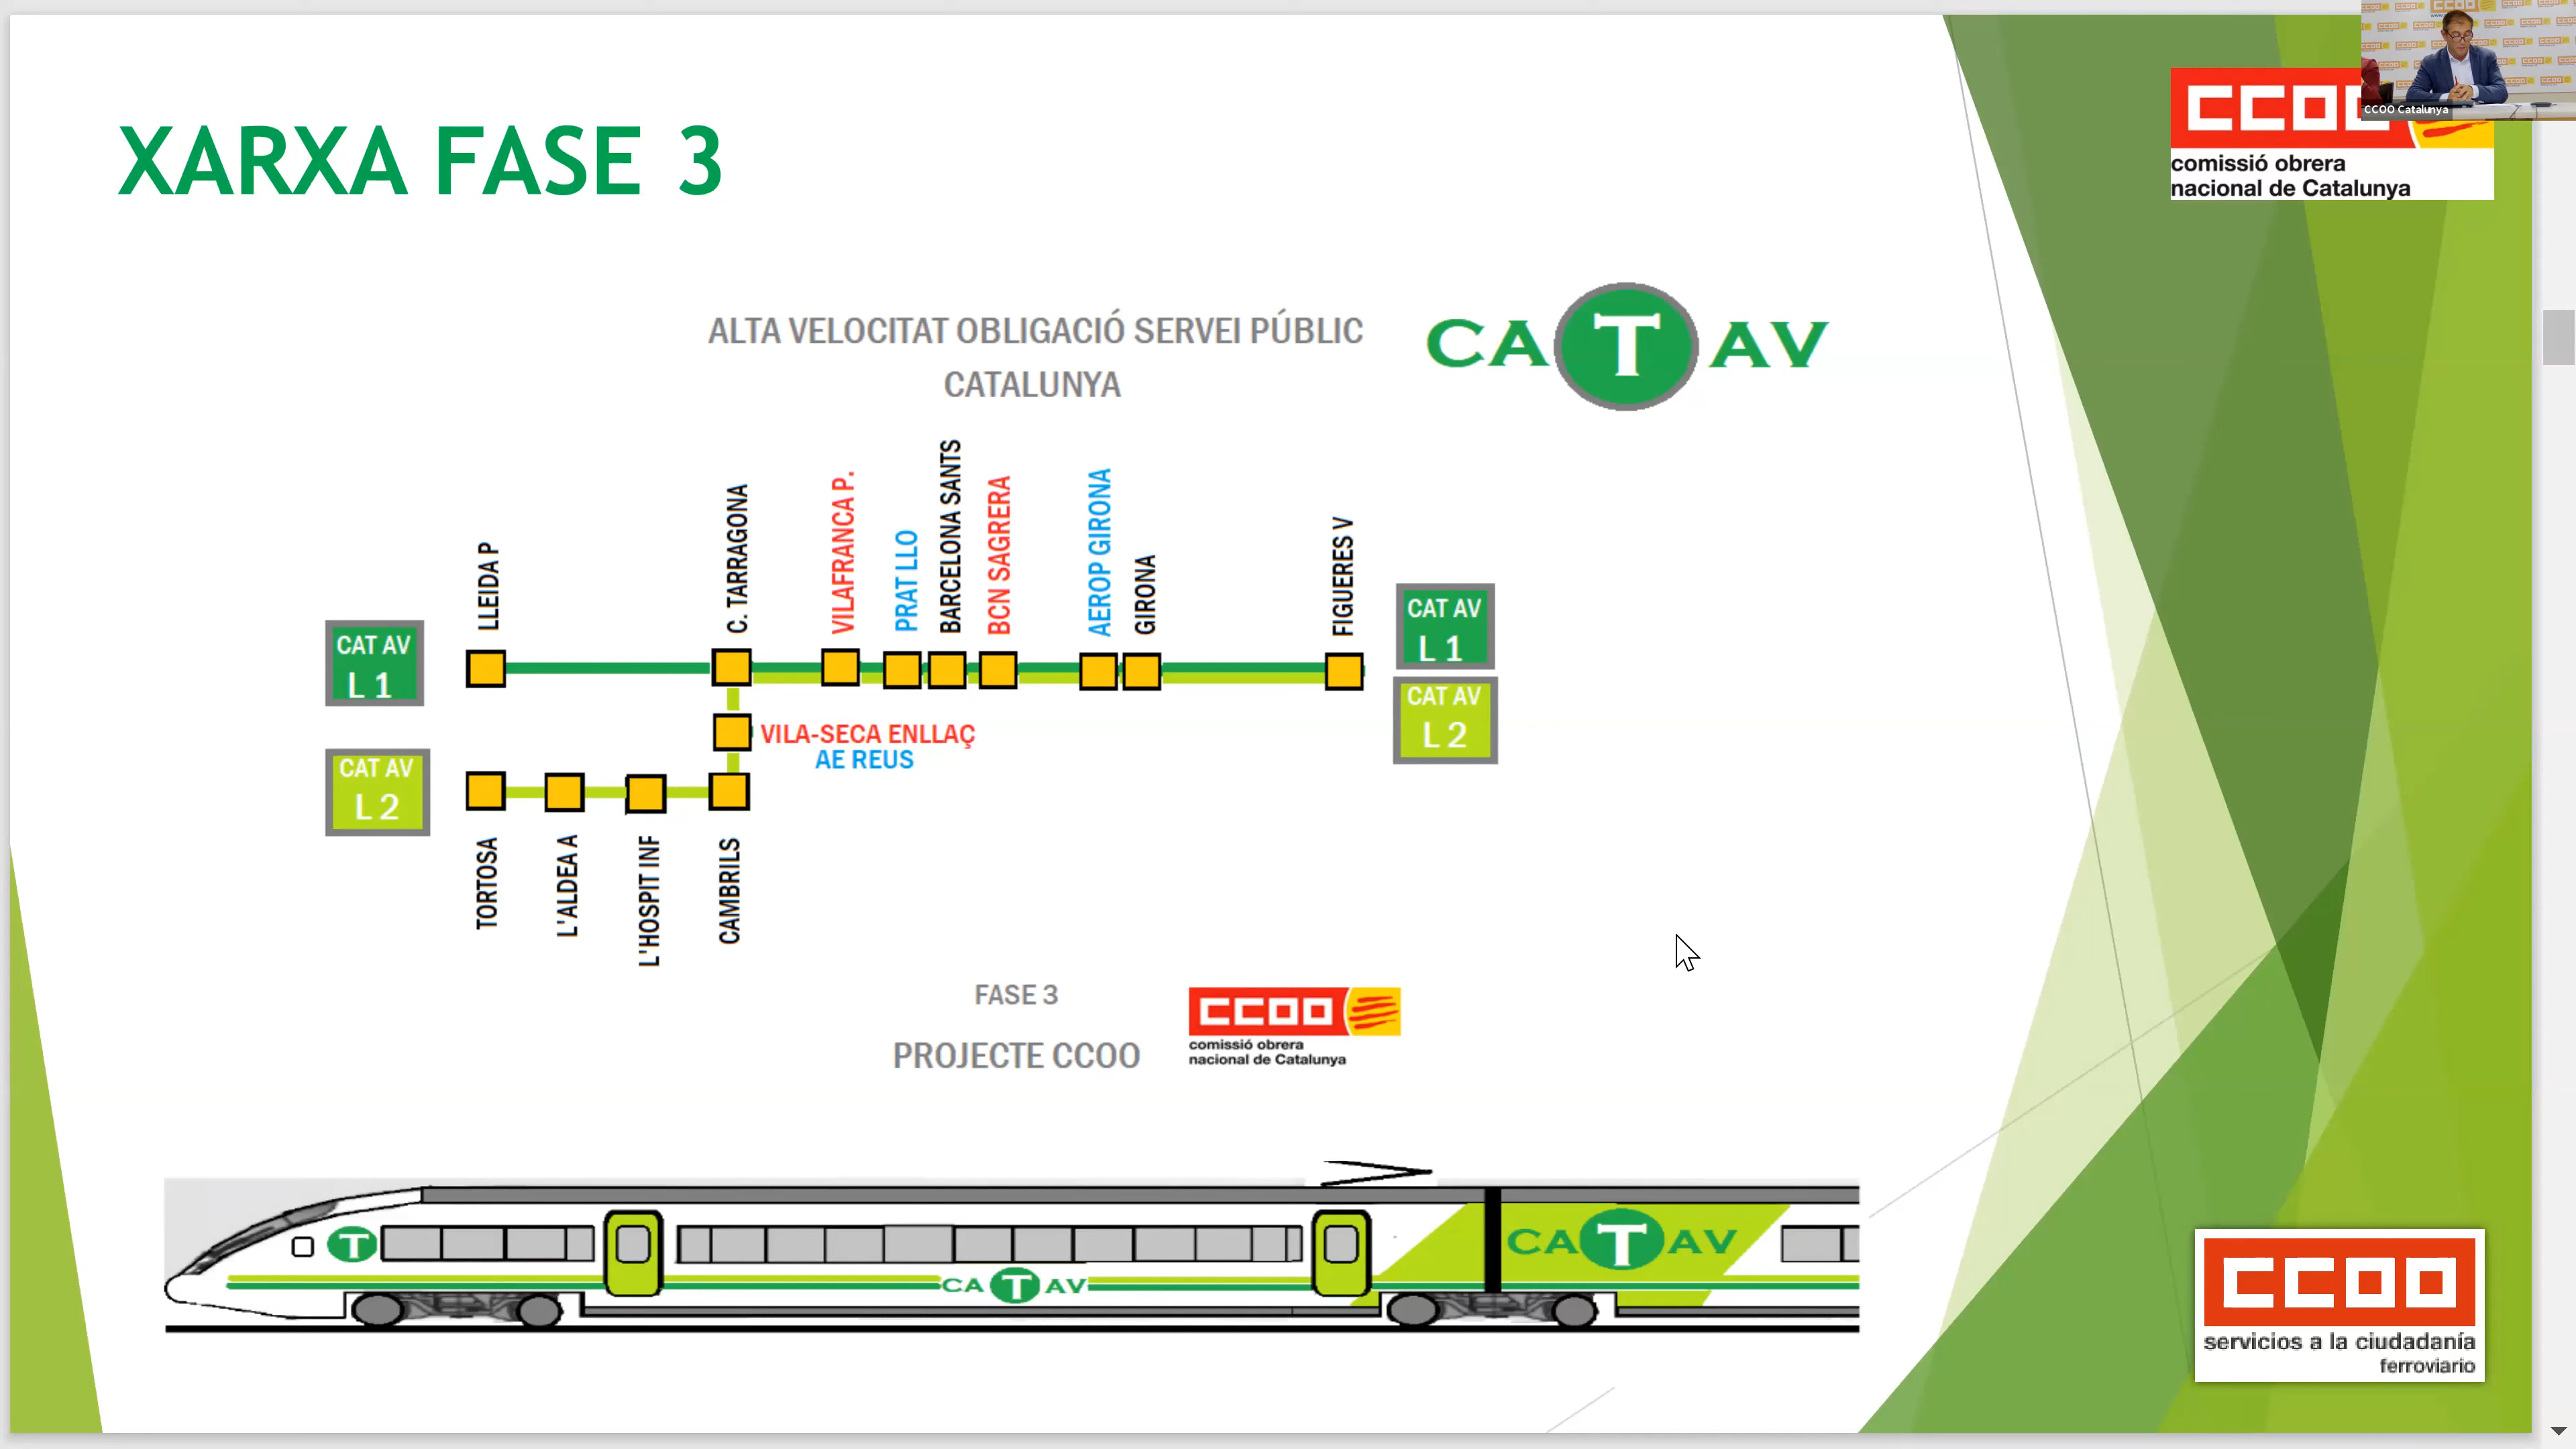 CCOO Catalunya
CCOO
comissió obrera
nacional de Catalunya
XARXA FASE 3
ALTA VELOCITAT OBLIGACIÓ SERVEI PÚBLIC
CATALUNYA
CA T AV
LLEIDA P
C. TARRAGONA
VILAFRANCA P.
PRAT LLO
BARCELONA SANTS
BCN SAGRERA
AEROP GIRONA
GIRONA
FIGUERES V
CAT AV
L 1
CAT AV
L 1
CAT AV
L 2
VILA-SECA ENLLAÇ
AE REUS
CAT AV
L 2
TORTOSA
L'ALDEA A
L'HOSPIT INF
CAMBRILS
FASE 3
PROJECTE CCOO
CCOO
comissió obrera
nacional de Catalunya
T
CA T AV
CA T AV
CCOO
servicios a la ciudadanía
ferroviario